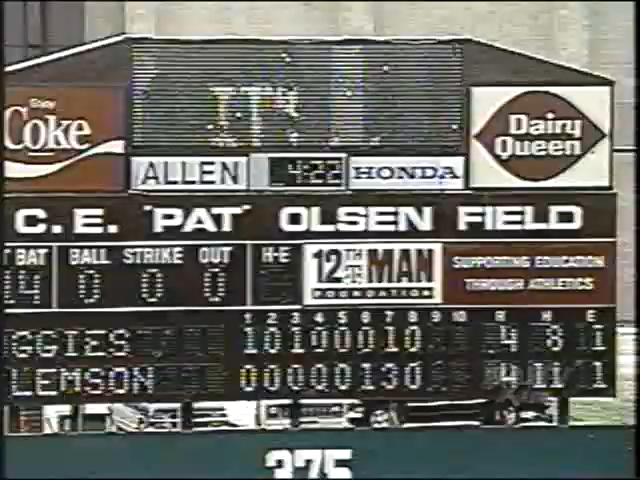 Enjoy
Coke
Dairy
Queen
ALLEN 4:22 HONDA
C.E. "PAT" OLSEN FIELD
T BAT BALL STRIKE OUT H-E
14 0 0 0
12TH MAN
FOUNDATION
SUPPORTING EDUCATION
THROUGH ATHLETICS
1 2 3 4 5 6 7 8 9 10 R H E
GGIES 1 0 1 9 0 0 1 0 4 8 1
LEMSON 0 0 0 0 0 1 3 0 4 11 1
375